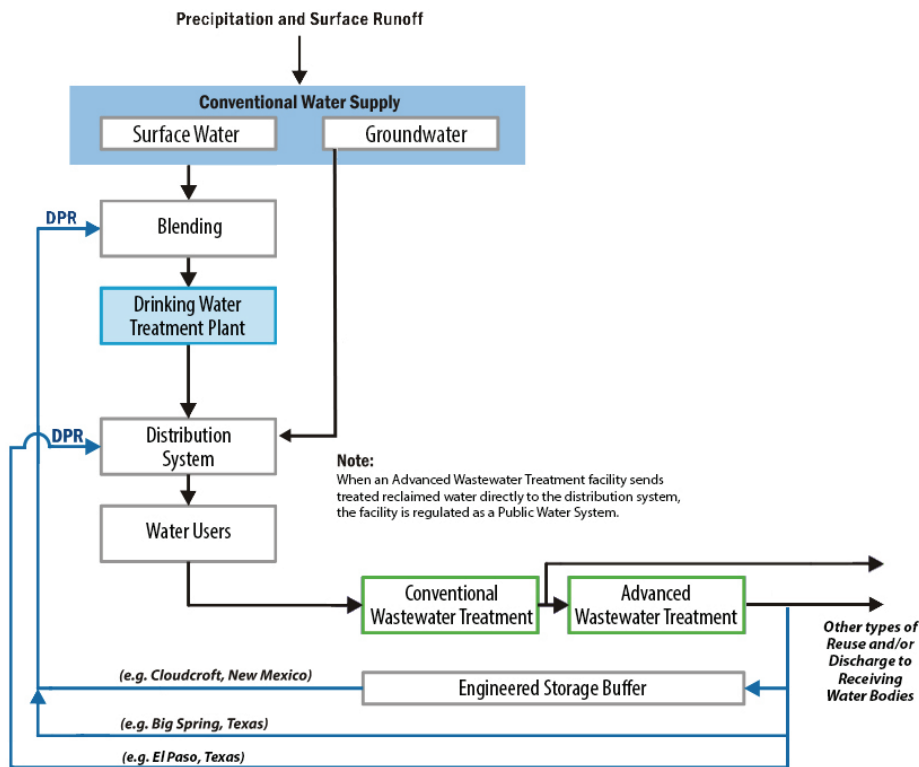 Precipitation and Surface Runoff
Conventional Water Supply
Surface Water
Groundwater
DPR
Blending
Drinking Water
Treatment Plant
DPR
Distribution
System
Note:
When an Advanced Wastewater Treatment facility sends
treated reclaimed water directly to the distribution system,
the facility is regulated as a Public Water System.
Water Users
Conventional
Wastewater Treatment
Advanced
Wastewater Treatment
Other types of
Reuse and/or
Discharge to
Receiving
Water Bodies
(e.g. Cloudcroft, New Mexico)
Engineered Storage Buffer
(e.g. Big Spring, Texas)
(e.g. El Paso, Texas)